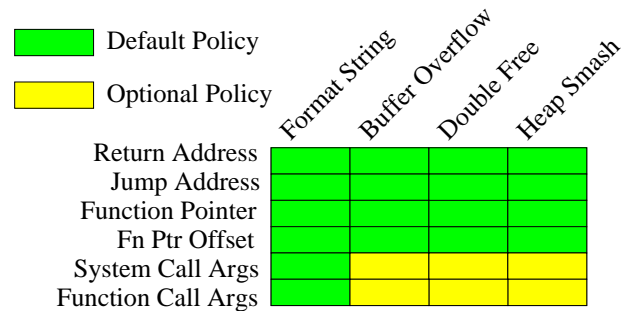 Default Policy
Optional Policy
Format String
Buffer Overflow
Double Free
Heap Smash
Return Address
Jump Address
Function Pointer
Fn Ptr Offset
System Call Args
Function Call Args